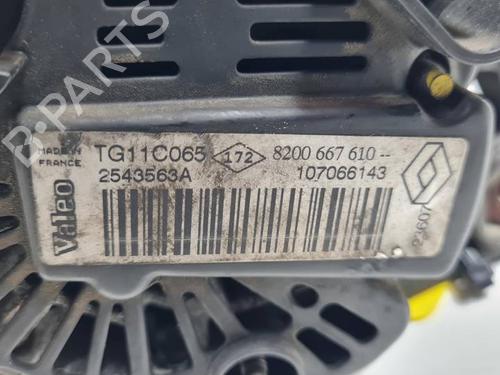 B-PARTS
MADE IN
FRANCE
TG11C065 172 8200 667 610--
2543563A 107066143
Valeo